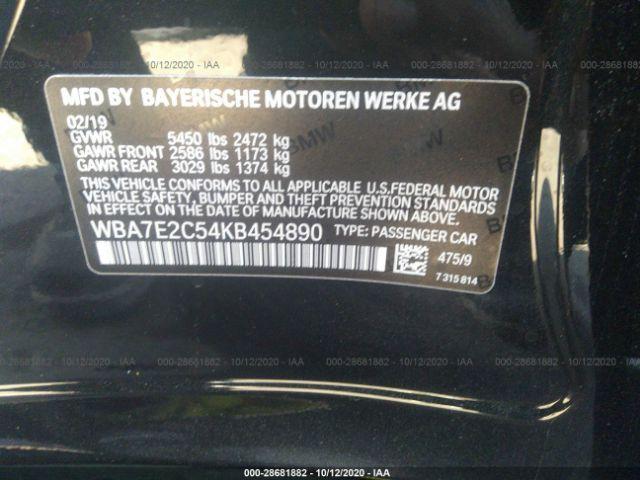 MFD BY BAYERISCHE MOTOREN WERKE AG
02/19
GVWR 5450 lbs 2472 kg
GAWR FRONT 2586 lbs 1173 kg
GAWR REAR 3029 lbs 1374 kg
THIS VEHICLE CONFORMS TO ALL APPLICABLE U.S.FEDERAL MOTOR
VEHICLE SAFETY, BUMPER, AND THEFT PREVENTION STANDARDS
IN EFFECT ON THE DATE OF MANUFACTURE SHOWN ABOVE.
WBA7E2C54KB454890 TYPE: PASSENGER CAR
475/9
7 315 814
000-28681882 - 10/12/2020 - IAA